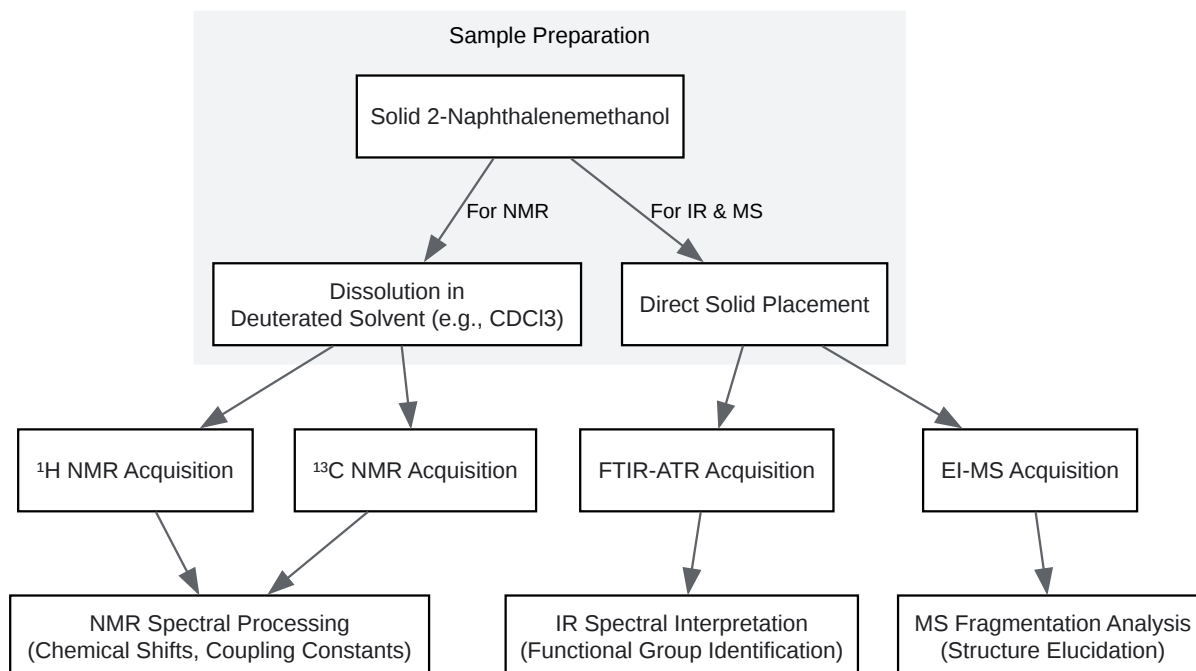 Sample Preparation
Solid 2-Naphthalenemethanol
For NMR
For IR & MS
Dissolution in
Deuterated Solvent (e.g., CDCl3)
Direct Solid Placement
¹H NMR Acquisition
¹³C NMR Acquisition
FTIR-ATR Acquisition
EI-MS Acquisition
NMR Spectral Processing
(Chemical Shifts, Coupling Constants)
IR Spectral Interpretation
(Functional Group Identification)
MS Fragmentation Analysis
(Structure Elucidation)